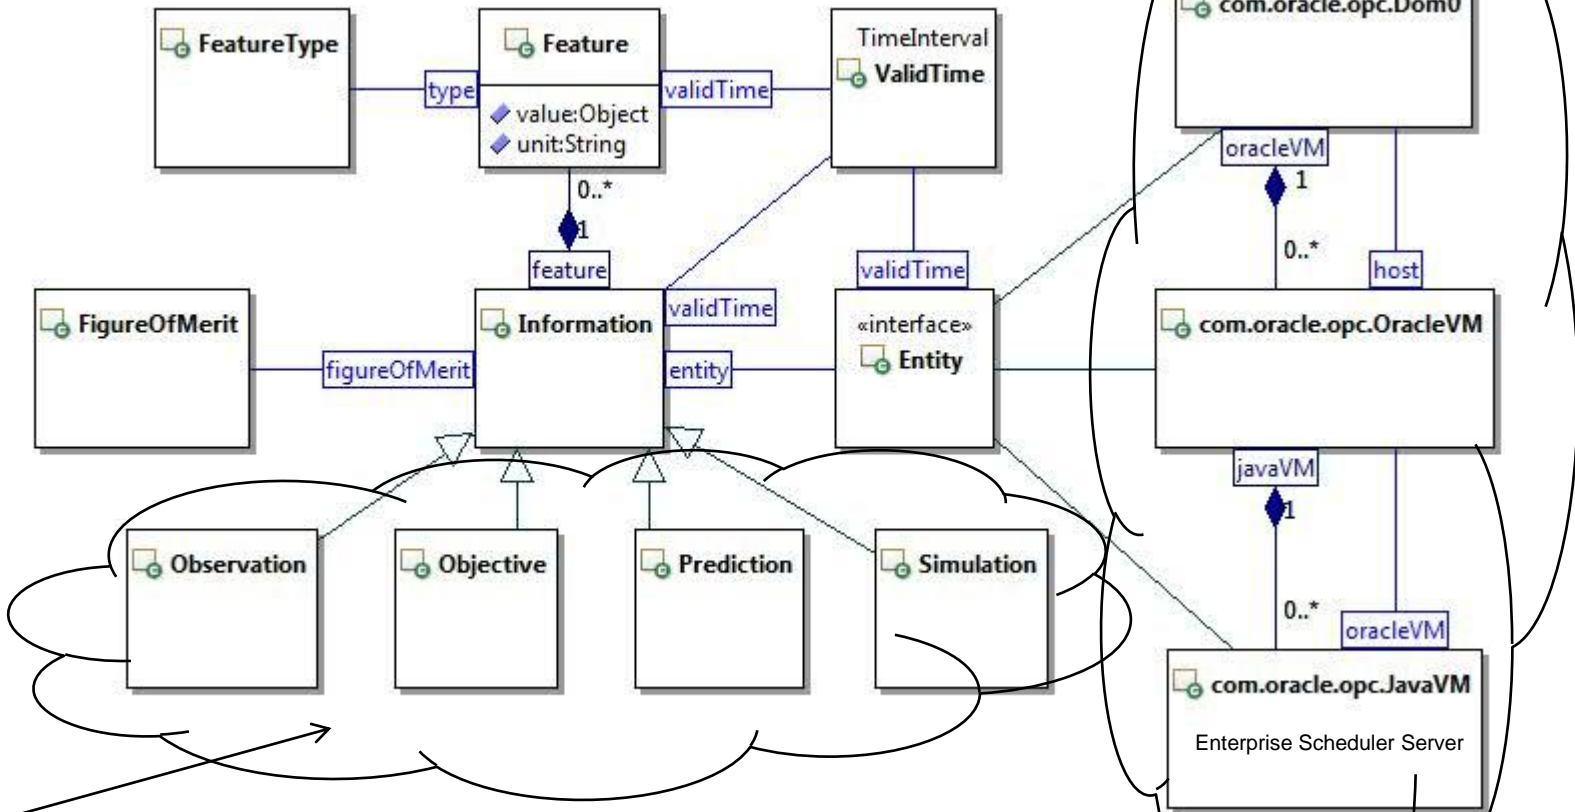 com.oracle.opc.Dom0
FeatureType
Feature
TimeInterval
ValidTime
type
validTime
value:Object
unit:String
oracleVM
1
0..*
1
0..*
feature
validTime
host
FigureOfMerit
Information
validTime
«interface»
Entity
com.oracle.opc.OracleVM
figureOfMerit
entity
javaVM
1
Observation
Objective
Prediction
Simulation
0..*
oracleVM
com.oracle.opc.JavaVM
Enterprise Scheduler Server